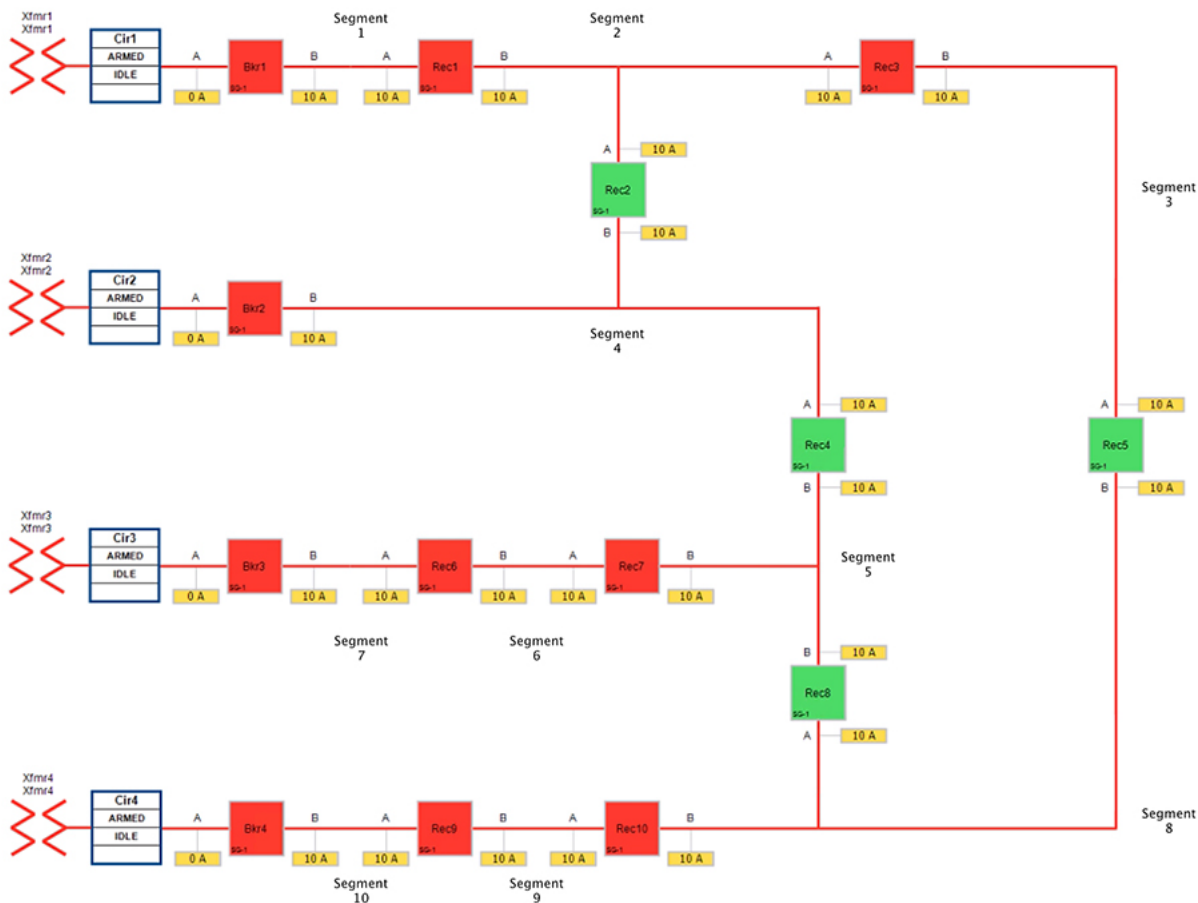 Xfmr1
Xfmr1
Segment
1
Segment
2
Cir1
ARMED
IDLE
A
Bkr1
SG-1
B
A
Rec1
SG-1
B
A
Rec3
SG-1
B
0 A
10 A
10 A
10 A
10 A
10 A
A
10 A
Rec2
SG-1
B
10 A
Segment
3
Xfmr2
Xfmr2
Cir2
ARMED
IDLE
A
Bkr2
SG-1
B
0 A
10 A
Segment
4
A
10 A
Rec4
SG-1
B
10 A
A
10 A
Rec5
SG-1
B
10 A
Xfmr3
Xfmr3
Cir3
ARMED
IDLE
A
Bkr3
SG-1
B
A
Rec6
SG-1
B
A
Rec7
SG-1
B
0 A
10 A
10 A
10 A
10 A
10 A
Segment
5
Segment
7
Segment
6
B
10 A
Rec8
SG-1
A
10 A
Xfmr4
Xfmr4
Cir4
ARMED
IDLE
A
Bkr4
SG-1
B
A
Rec9
SG-1
B
A
Rec10
SG-1
B
0 A
10 A
10 A
10 A
10 A
10 A
Segment
8
Segment
10
Segment
9